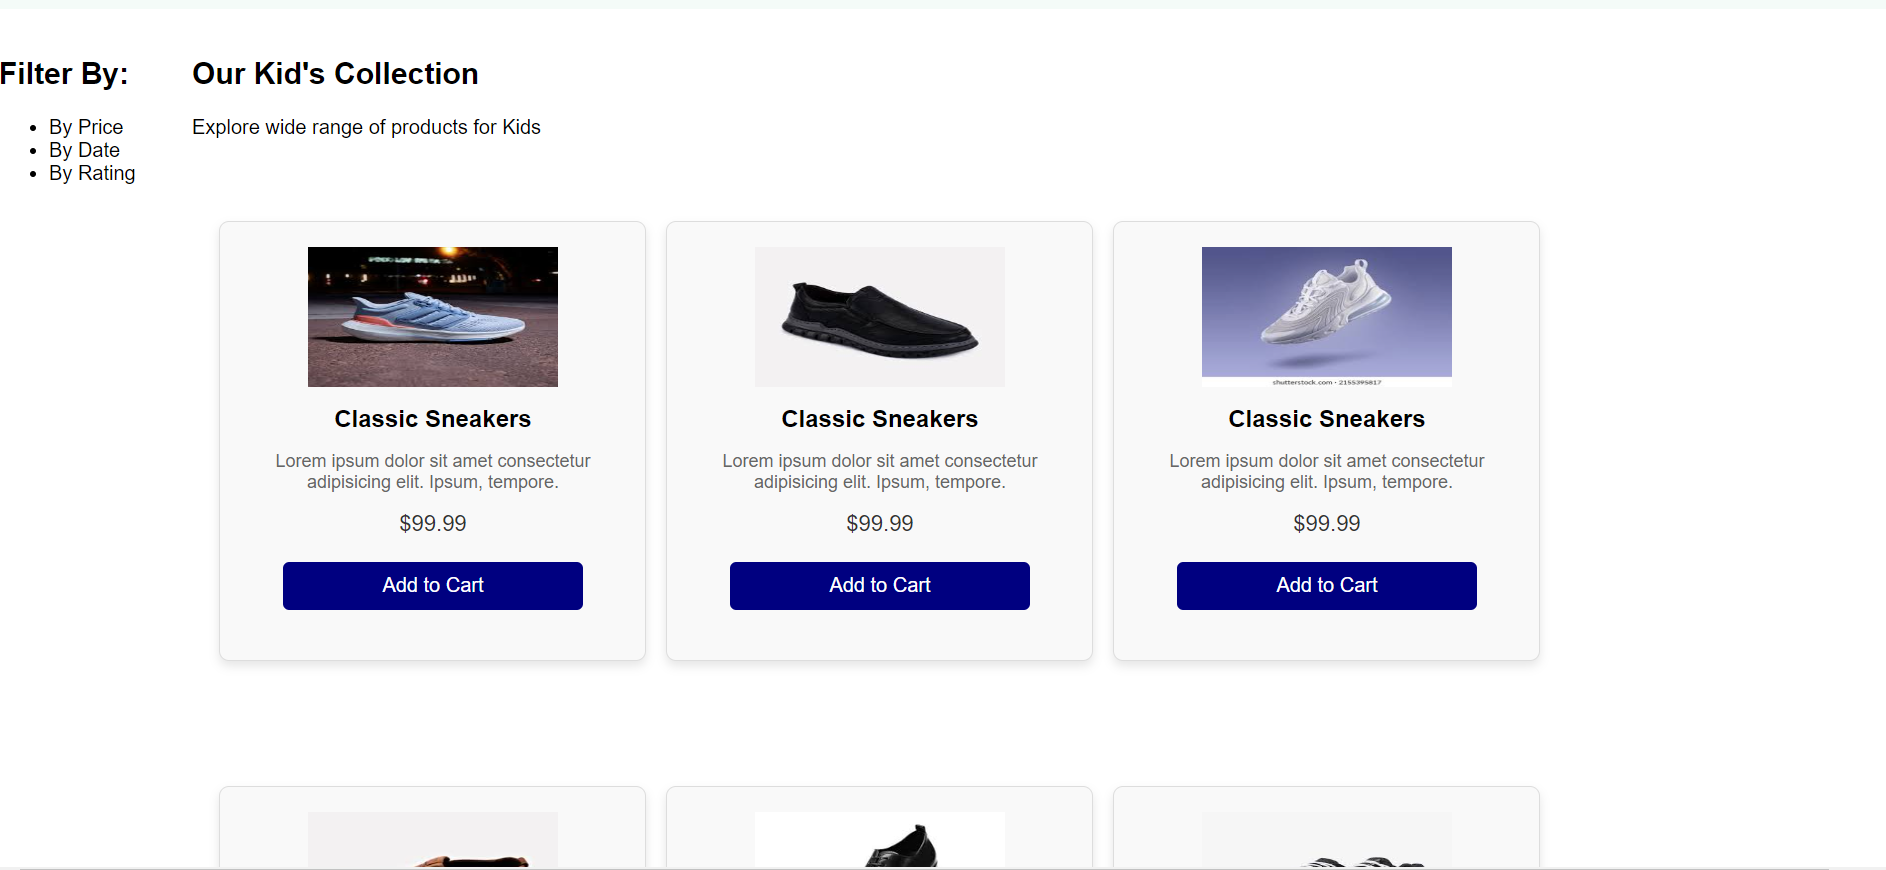 Filter By:
By Price
By Date
By Rating
Our Kid's Collection
Explore wide range of products for Kids
Classic Sneakers
Lorem ipsum dolor sit amet consectetur
adipisicing elit. Ipsum, tempore.
$99.99
Add to Cart
shutterstock.com • 2155395817
Classic Sneakers
Lorem ipsum dolor sit amet consectetur
adipisicing elit. Ipsum, tempore.
$99.99
Add to Cart
Classic Sneakers
Lorem ipsum dolor sit amet consectetur
adipisicing elit. Ipsum, tempore.
$99.99
Add to Cart